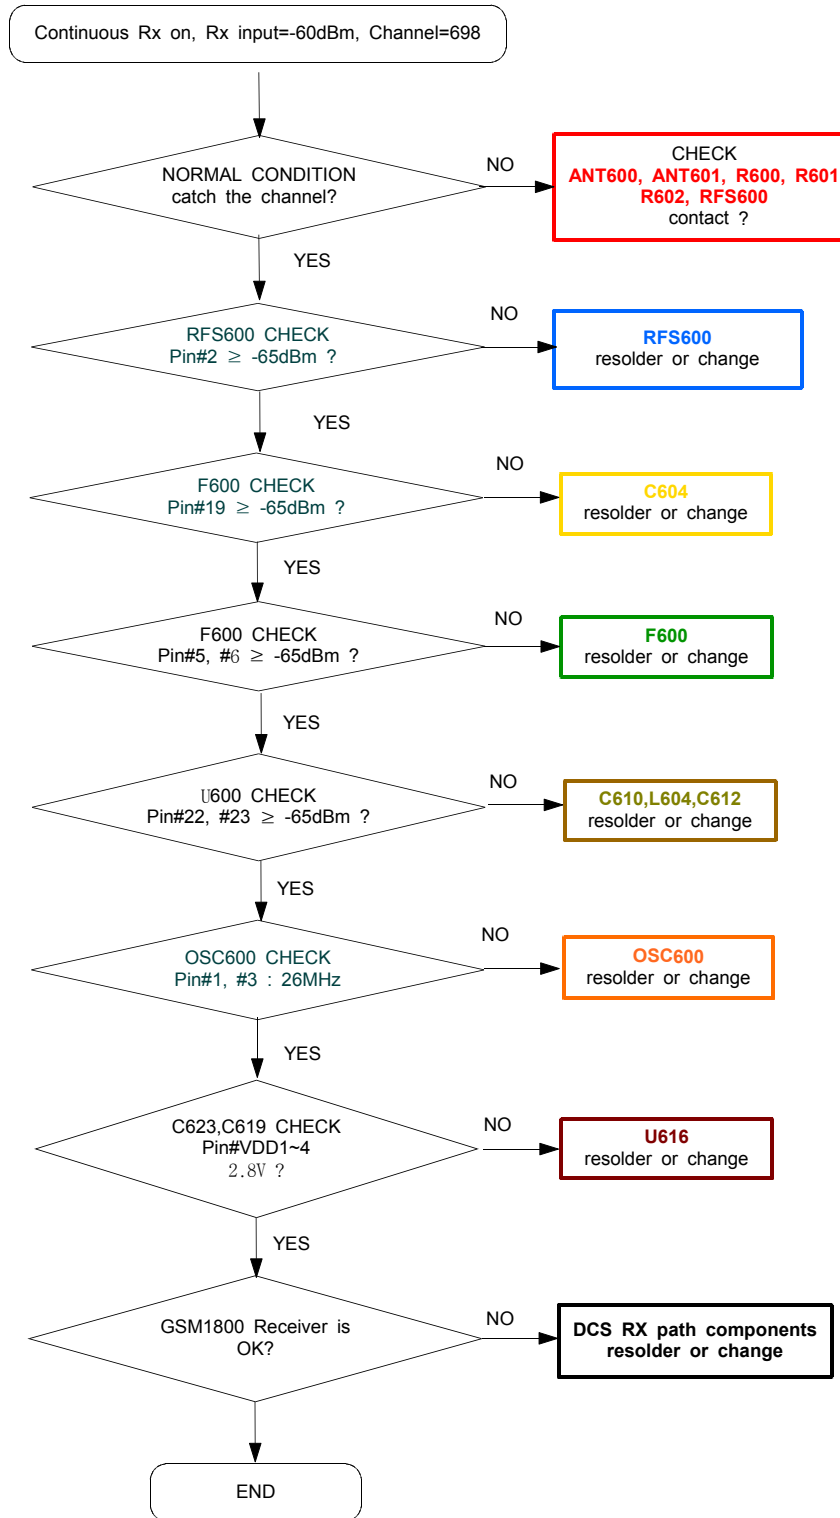 Continuous Rx on, Rx input=-60dBm, Channel=698
NORMAL CONDITION
catch the channel?
NO
CHECK
ANT600, ANT601, R600, R601
R602, RFS600
contact ?
YES
RFS600 CHECK
Pin#2 ≥ -65dBm ?
NO
RFS600
resolder or change
YES
F600 CHECK
Pin#19 ≥ -65dBm ?
NO
C604
resolder or change
YES
F600 CHECK
Pin#5, #6 ≥ -65dBm ?
NO
F600
resolder or change
YES
U600 CHECK
Pin#22, #23 ≥ -65dBm ?
NO
C610,L604,C612
resolder or change
YES
OSC600 CHECK
Pin#1, #3 : 26MHz
NO
OSC600
resolder or change
YES
C623,C619 CHECK
Pin#VDD1~4
2.8V ?
NO
U616
resolder or change
YES
GSM1800 Receiver is
OK?
NO
DCS RX path components
resolder or change
END